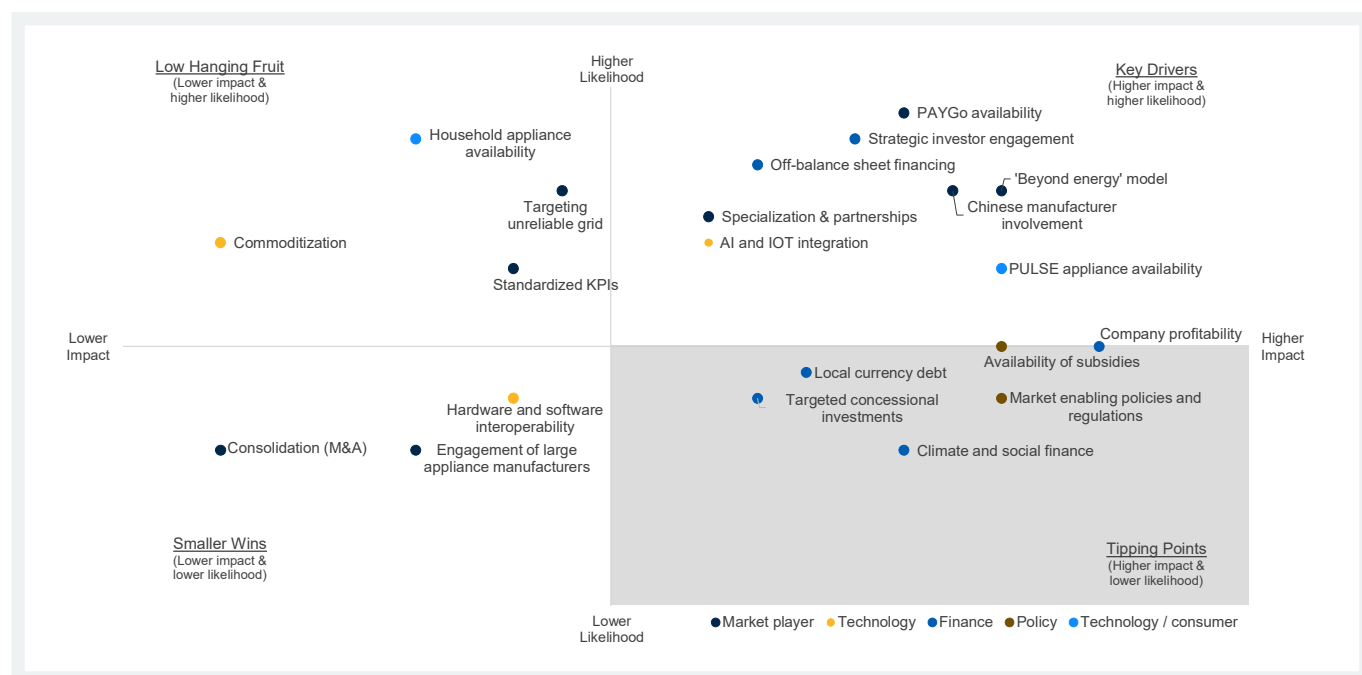 Low Hanging Fruit
(Lower impact &
higher likelihood)
Higher
Likelihood
Key Drivers
(Higher impact &
higher likelihood)
PAYGo availability
Household appliance
availability
Strategic investor engagement
Off-balance sheet financing
'Beyond energy' model
Targeting
unreliable grid
Chinese manufacturer
involvement
Specialization & partnerships
Commoditization
AI and IOT integration
PULSE appliance availability
Standardized KPIs
Lower
Impact
Company profitability
Higher
Impact
Availability of subsidies
Local currency debt
Targeted concessional
investments
Market enabling policies and
regulations
Hardware and software
interoperability
Consolidation (M&A)
Engagement of large
appliance manufacturers
Climate and social finance
Smaller Wins
(Lower impact &
lower likelihood)
Tipping Points
(Higher impact &
lower likelihood)
Lower
Likelihood
Market player
Technology
Finance
Policy
Technology / consumer